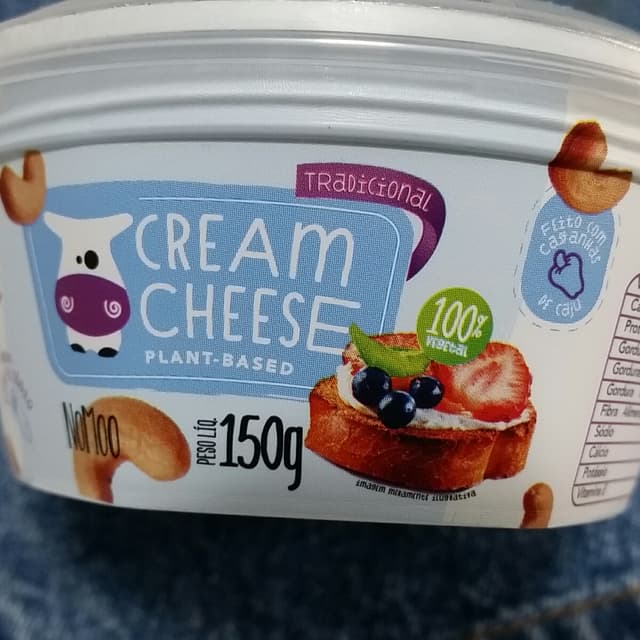 TRADICIONAL
CREAM
CHEESE
PLANT-BASED
100%
vegetal
FEITO COM
CASTANHAS
DE CAJU
NoMoo
PESO LÍQ
150g
IMAGEM MERAMENTE ILUSTRATIVA
Sódio
Cálcio
Potássio